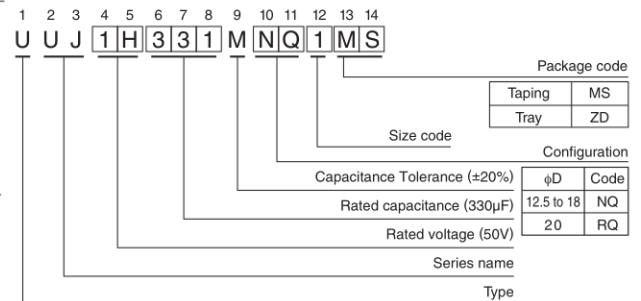 1 2 3 4 5 6 7 8 9 10 11 12 13 14
U U J 1 H 3 3 1 M N Q 1 M S
Package code
Taping MS
Tray ZD
Size code
Configuration
Capacitance Tolerance (±20%)
ϕD Code
12.5 to 18 NQ
20 RQ
Rated capacitance (330µF)
Rated voltage (50V)
Series name
Type